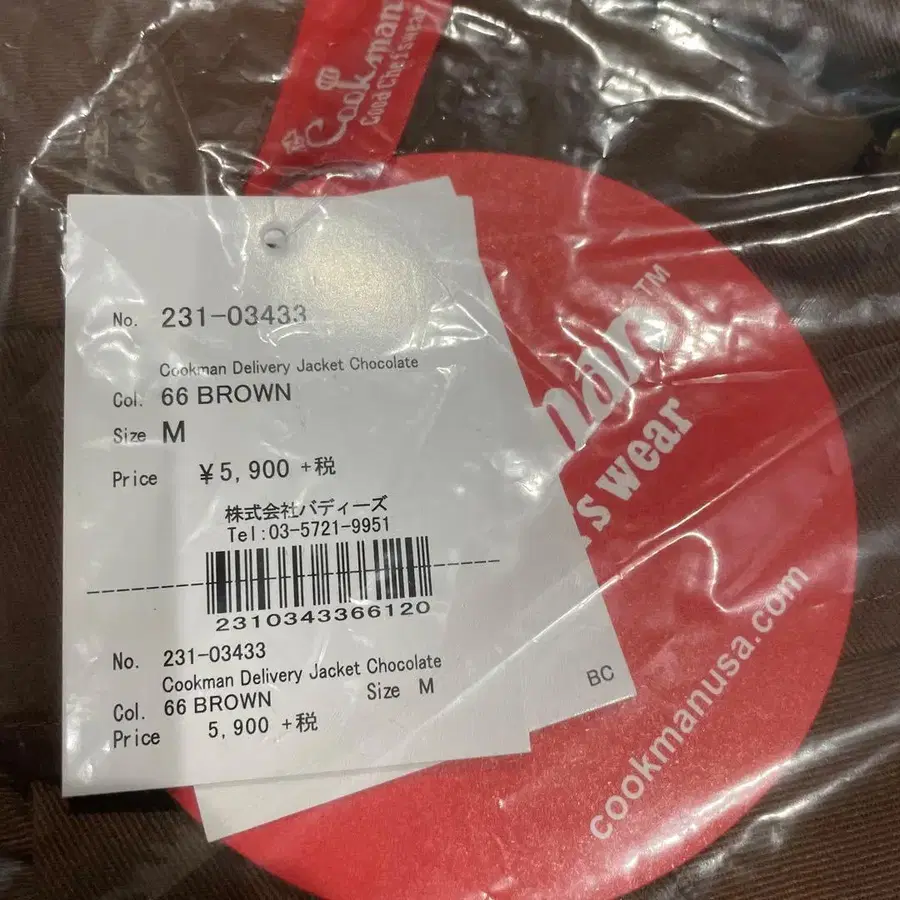 Cookman
Good Chefswear
No. 231-03433
Cookman Delivery Jacket Chocolate
Col. 66 BROWN
Size M
Price ¥5,900 +税
株式会社バディーズ
Tel:03-5721-9951
2310343366120
No. 231-03433
Cookman Delivery Jacket Chocolate
Col. 66 BROWN Size M
Price 5,900 +税
BC
TM
wear
cookmanusa.com